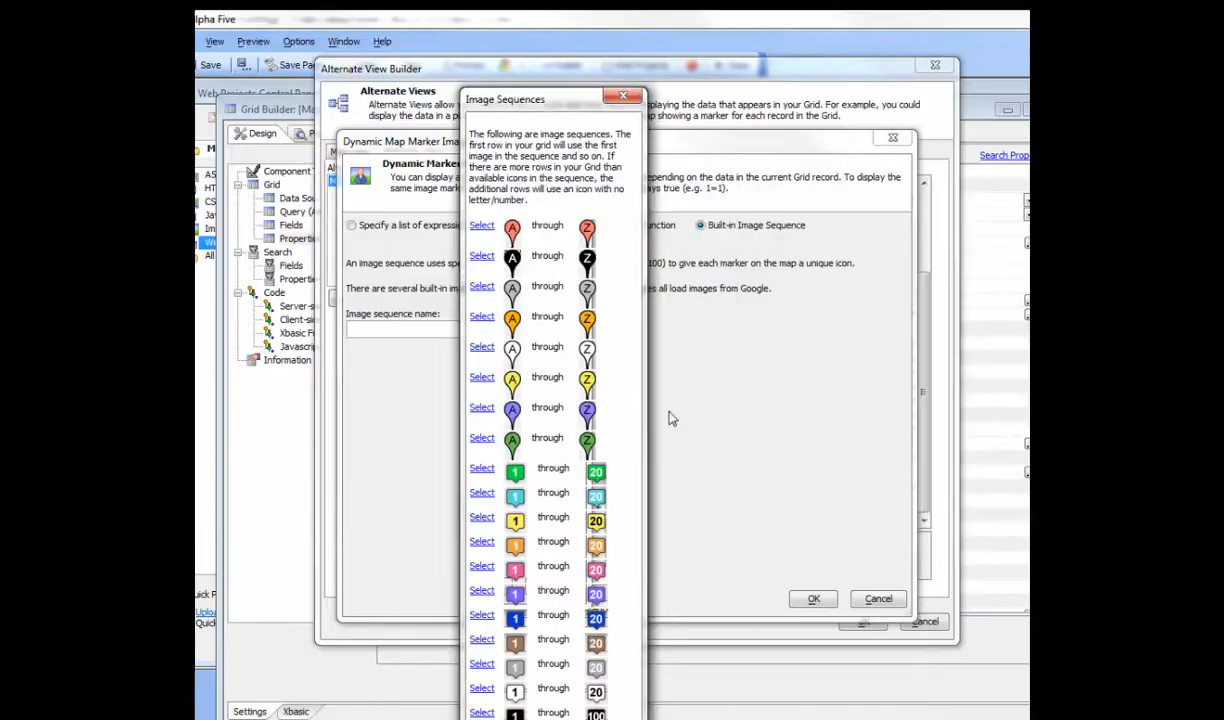 lpha Five
View Preview Options Window Help
Save Save Pa
Alternate View Builder
Web Projects Control Pan
Alternate Views
Alternate Views allow
playing the data that appears in your Grid. For example, you could
display the data in a
p showing a marker for each record in the Grid.
Grid Builder: [Ma
Design P
Component
Grid
Data Sou
Query (
Fields
Properti
Search
Fields
Properti
Code
Server-s
Client-si
Xbasic F
Javascri
Information
Search Prop
Dynamic Map Marker Ima
Dynamic Marke
You can display
depending on the data in the current Grid record. To display the
same image mark
ys true (e.g. 1=1).
Specify a list of expressi
nction
Built-in Image Sequence
An image sequence uses spe
100) to give each marker on the map a unique icon.
There are several built-in ima
es all load images from Google.
Image sequence name:
OK Cancel
Cancel
Image Sequences
The following are image sequences. The
first row in your grid will use the first
image in the sequence and so on. If
there are more rows in your Grid than
available icons in the sequence, the
additional rows will use an icon with no
letter/number.
Select A through Z
Select A through Z
Select A through Z
Select A through Z
Select A through Z
Select A through Z
Select A through Z
Select A through Z
Select 1 through 20
Select 1 through 20
Select 1 through 20
Select 1 through 20
Select 1 through 20
Select 1 through 20
Select 1 through 20
Select 1 through 20
Select 1 through 20
Select 1 through 20
Select 1 through 100
uick P
Uploa
Quick
Settings Xbasic